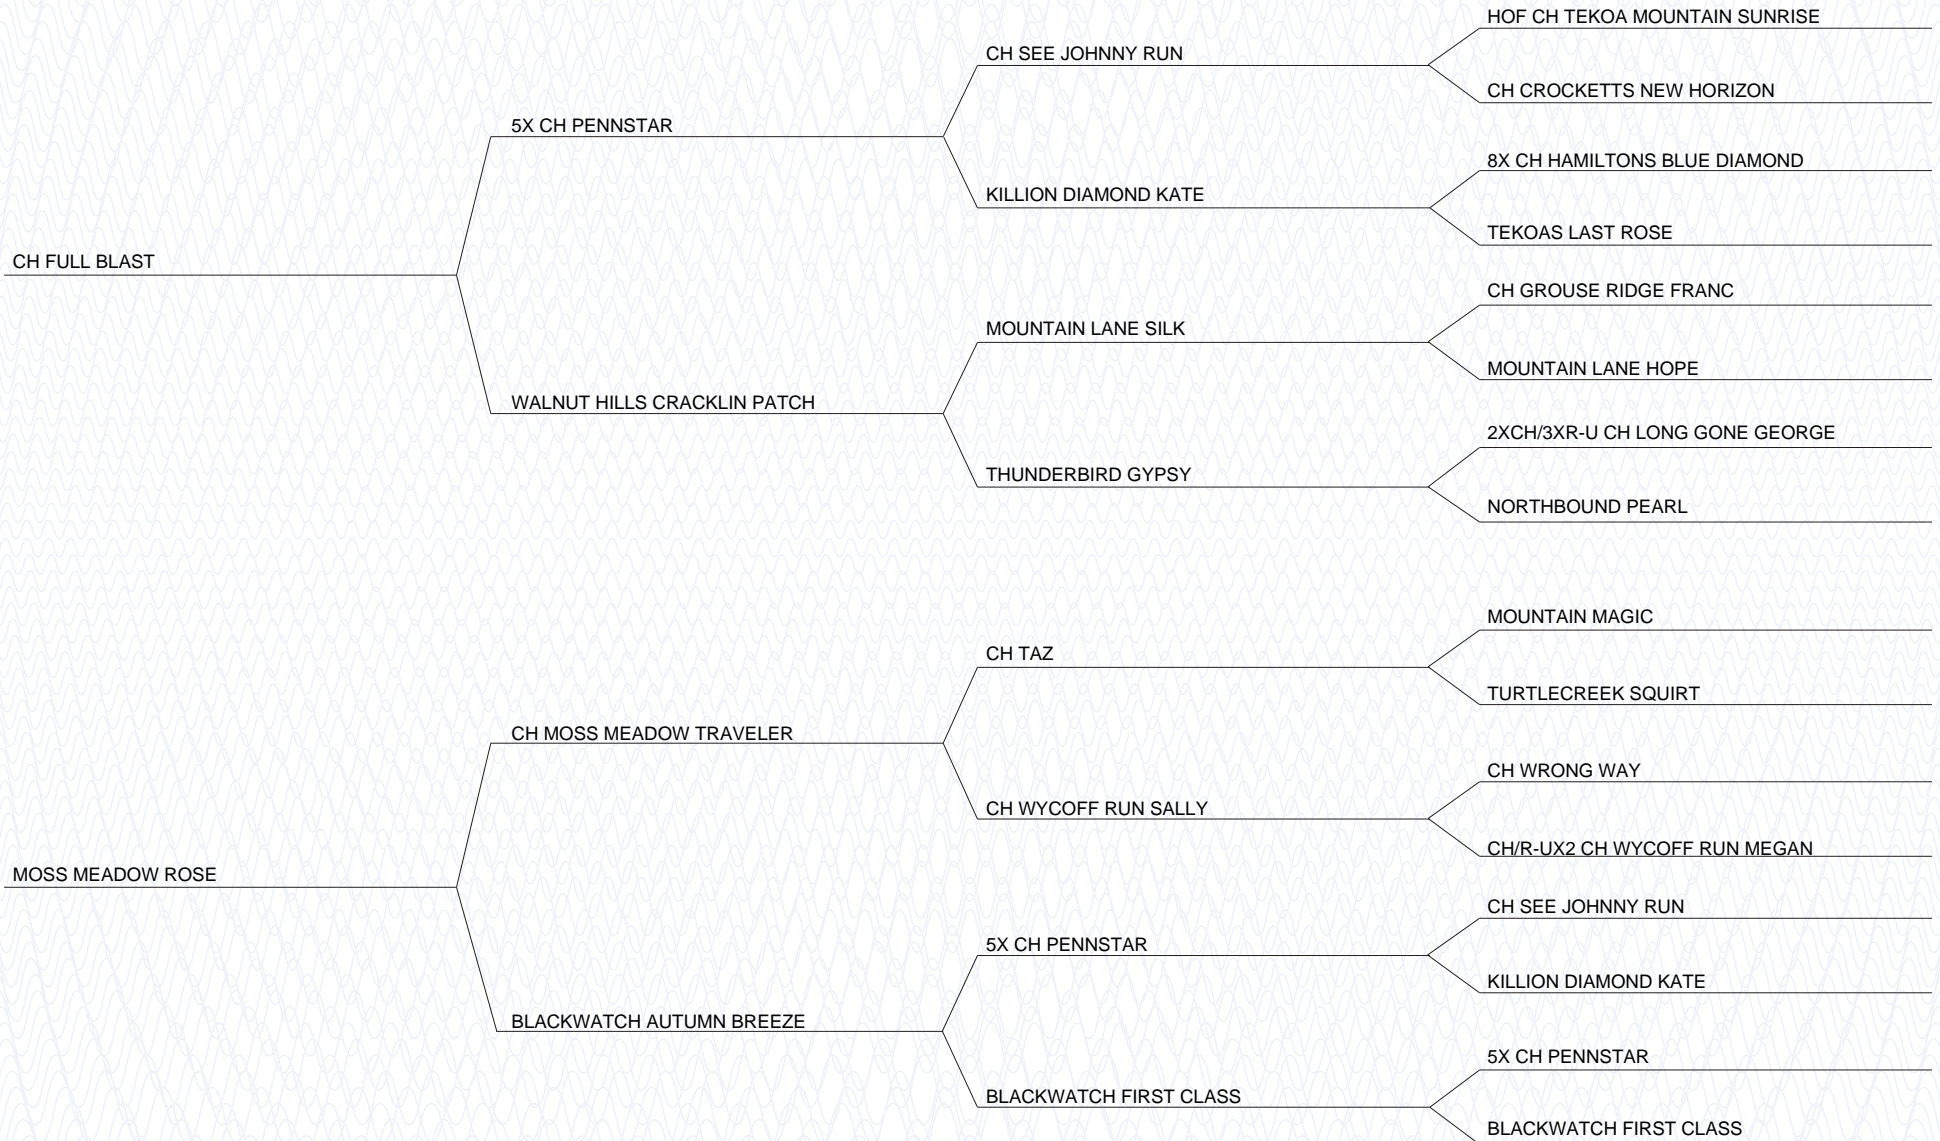 HOF CH TEKOA MOUNTAIN SUNRISE
CH SEE JOHNNY RUN
CH CROCKETTS NEW HORIZON
5X CH PENNSTAR
8X CH HAMILTONS BLUE DIAMOND
KILLION DIAMOND KATE
TEKOAS LAST ROSE
CH FULL BLAST
CH GROUSE RIDGE FRANC
MOUNTAIN LANE SILK
MOUNTAIN LANE HOPE
WALNUT HILLS CRACKLIN PATCH
2XCH/3XR-U CH LONG GONE GEORGE
THUNDERBIRD GYPSY
NORTHBOUND PEARL
MOUNTAIN MAGIC
CH TAZ
TURTLECREEK SQUIRT
CH MOSS MEADOW TRAVELER
CH WRONG WAY
CH WYCOFF RUN SALLY
CH/R-UX2 CH WYCOFF RUN MEGAN
MOSS MEADOW ROSE
CH SEE JOHNNY RUN
5X CH PENNSTAR
KILLION DIAMOND KATE
BLACKWATCH AUTUMN BREEZE
5X CH PENNSTAR
BLACKWATCH FIRST CLASS
BLACKWATCH FIRST CLASS